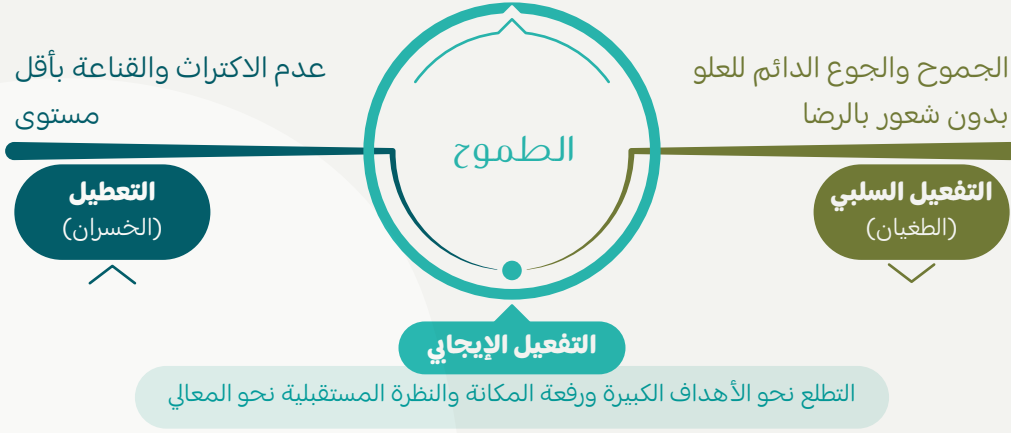 الجموح والجوع الدائم للعلو
بدون شعور بالرضا
التفعيل السلبي
(الطغيان)
الطموح
عدم الاكتراث والقناعة بأقل
مستوى
التعطيل
(الخسران)
التفعيل الإيجابي
التطلع نحو الأهداف الكبيرة ورفعة المكانة والنظرة المستقبلية نحو المعالي